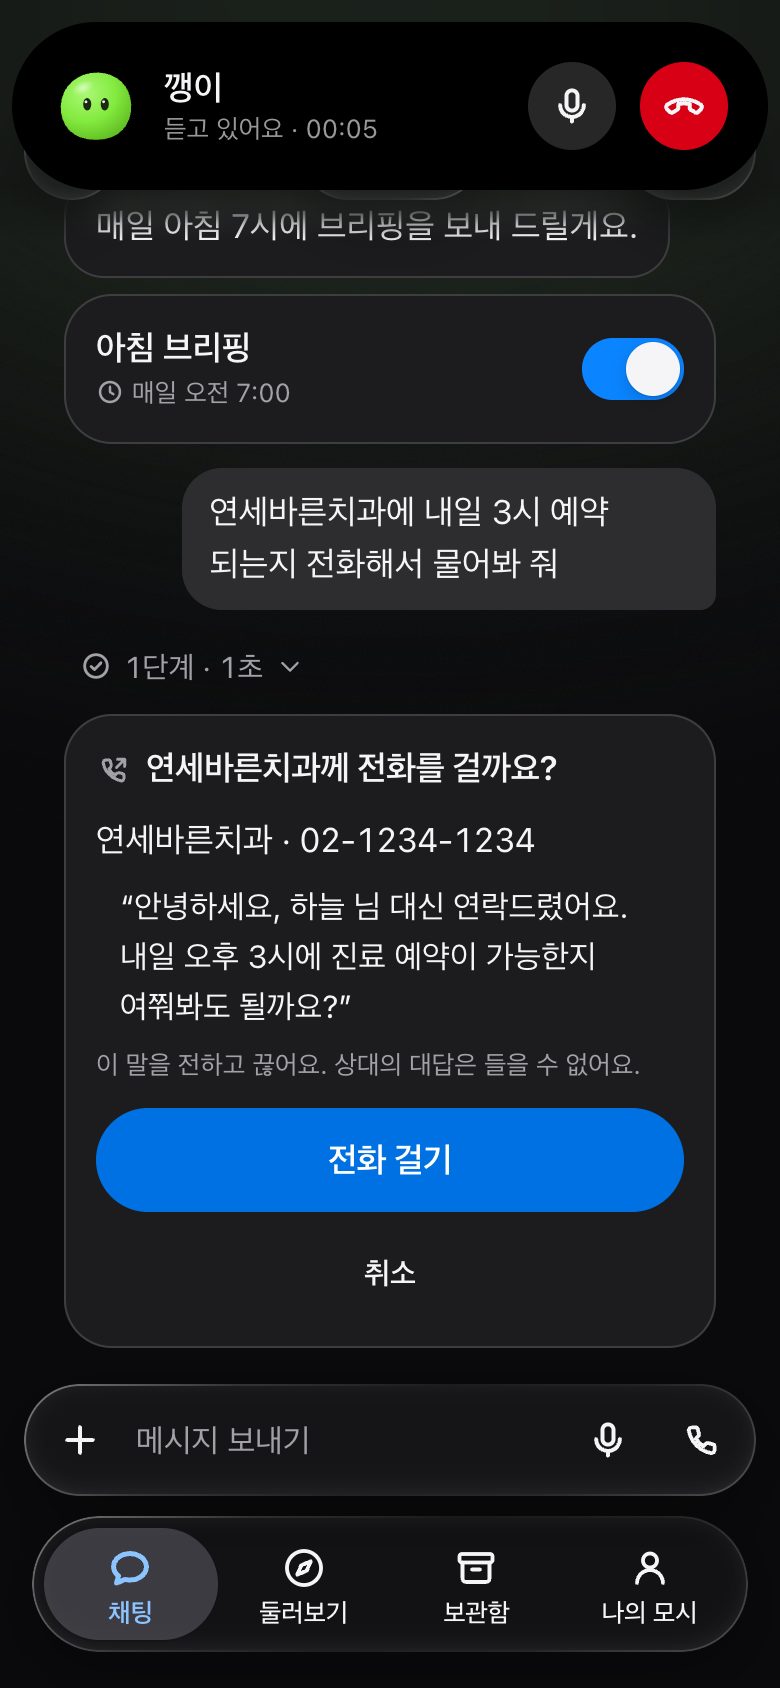 깽이
듣고 있어요 · 00:05
매일 아침 7시에 브리핑을 보내 드릴게요.
아침 브리핑
매일 오전 7:00
연세바른치과에 내일 3시 예약
되는지 전화해서 물어봐 줘
1단계 · 1초
연세바른치과께 전화를 걸까요?
연세바른치과 · 02-1234-1234
“안녕하세요, 하늘 님 대신 연락드렸어요.
내일 오후 3시에 진료 예약이 가능한지
여쭤봐도 될까요?”
이 말을 전하고 끊어요. 상대의 대답은 들을 수 없어요.
전화 걸기
취소
메시지 보내기
채팅
둘러보기
보관함
나의 모시